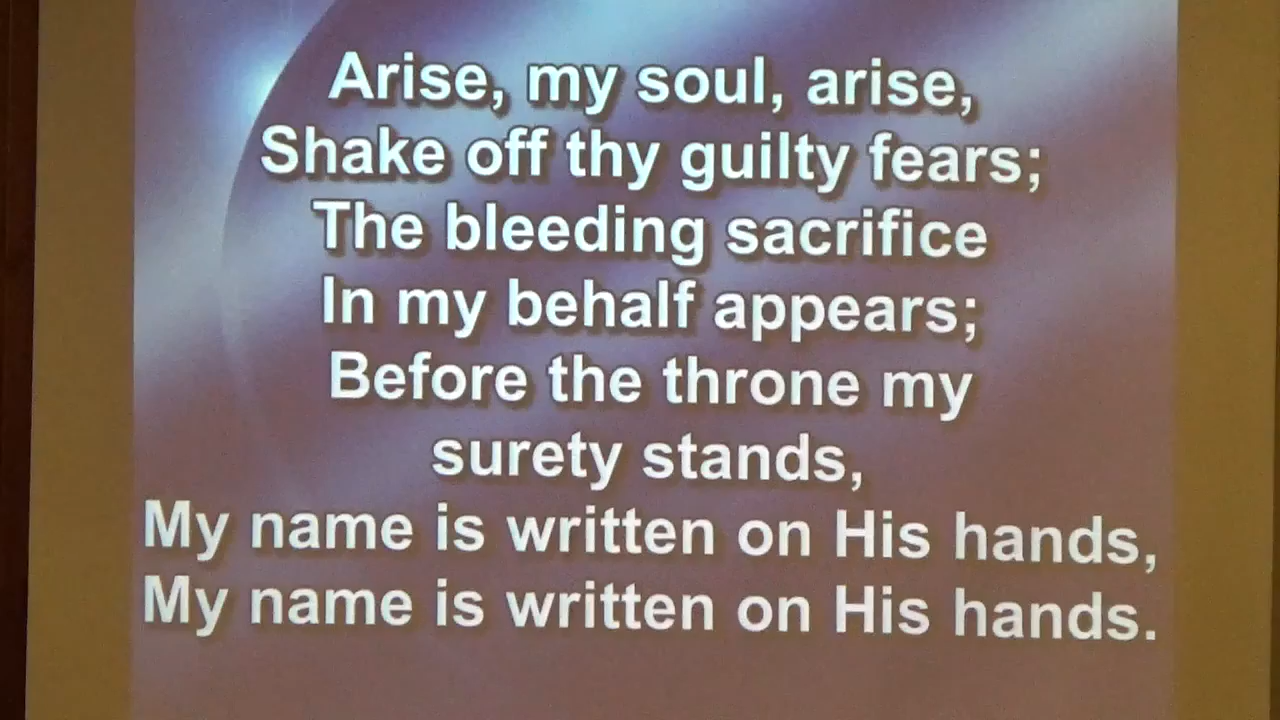 Arise, my soul, arise,
Shake off thy guilty fears;
The bleeding sacrifice
In my behalf appears;
Before the throne my
surety stands,
My name is written on His hands,
My name is written on His hands.